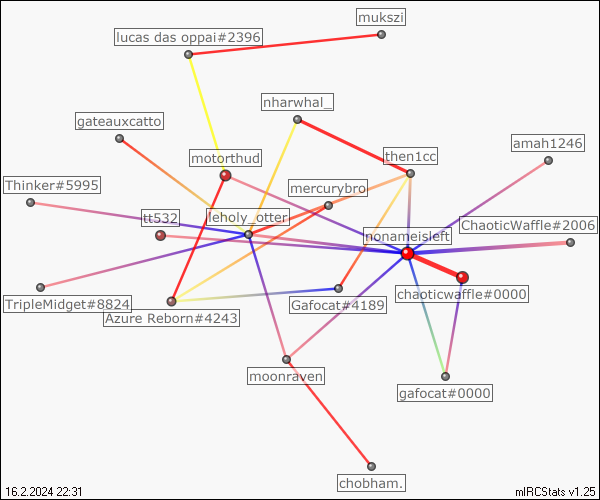 mukszi
lucas das oppai#2396
nharwhal_
gateauxcatto
amah1246
motorthud
then1cc
Thinker#5995
mercurybro
tt532
leholy_otter
ChaoticWaffle#2006
nonameisleft
chaoticwaffle#0000
TripleMidget#8824
Gafocat#4189
Azure Reborn#4243
moonraven
gafocat#0000
chobham.
16.2.2024 22:31
mIRCStats v1.25